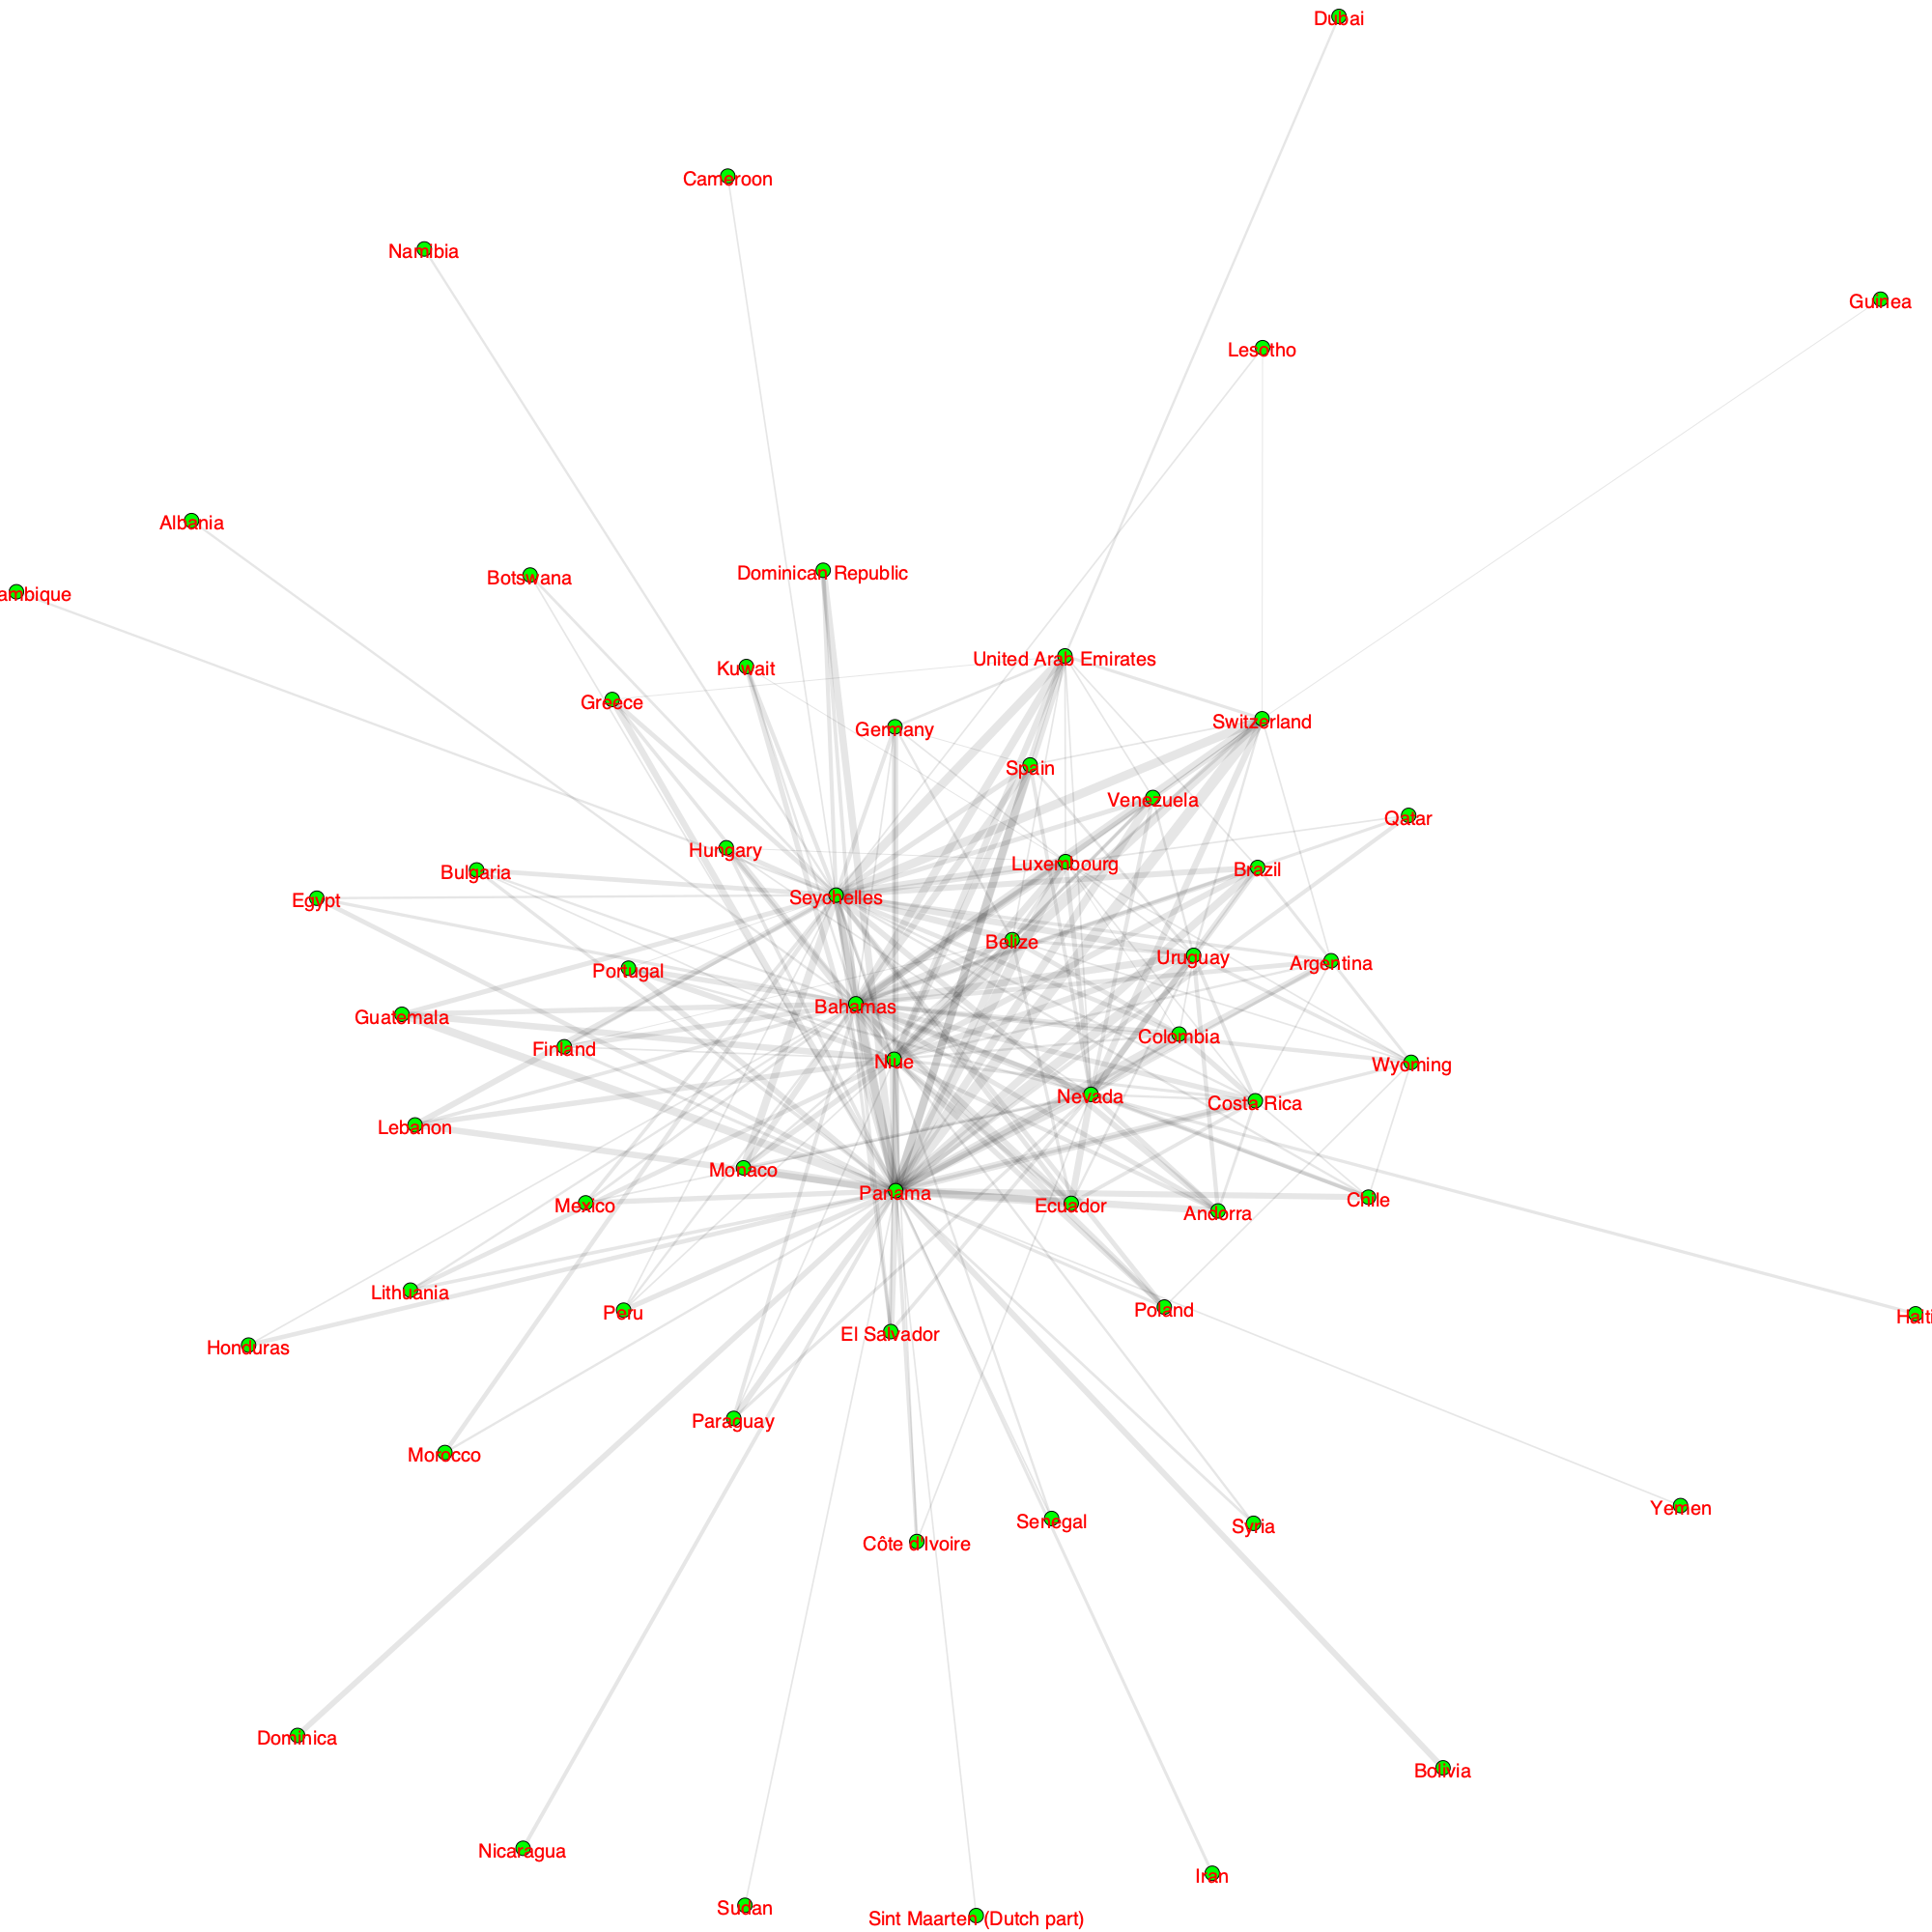 Dubai
Cameroon
Namibia
Guinea
Lesotho
Albania
Botswana
Dominican Republic
ambique
United Arab Emirates
Kuwait
Greece
Switzerland
Germany
Spain
Venezuela
Qatar
Hungary
Luxembourg
Brazil
Bulgaria
Seychelles
Egypt
Belize
Uruguay
Argentina
Portugal
Bahamas
Guatemala
Colombia
Finland
Niue
Wyoming
Nevada
Costa Rica
Lebanon
Monaco
Panama
Chile
Mexico
Ecuador
Andorra
Lithuania
Peru
Poland
Haiti
El Salvador
Honduras
Paraguay
Morocco
Yemen
Senegal
Syria
Côte d'Ivoire
Dominica
Bolivia
Nicaragua
Iran
Sudan
Sint Maarten (Dutch part)